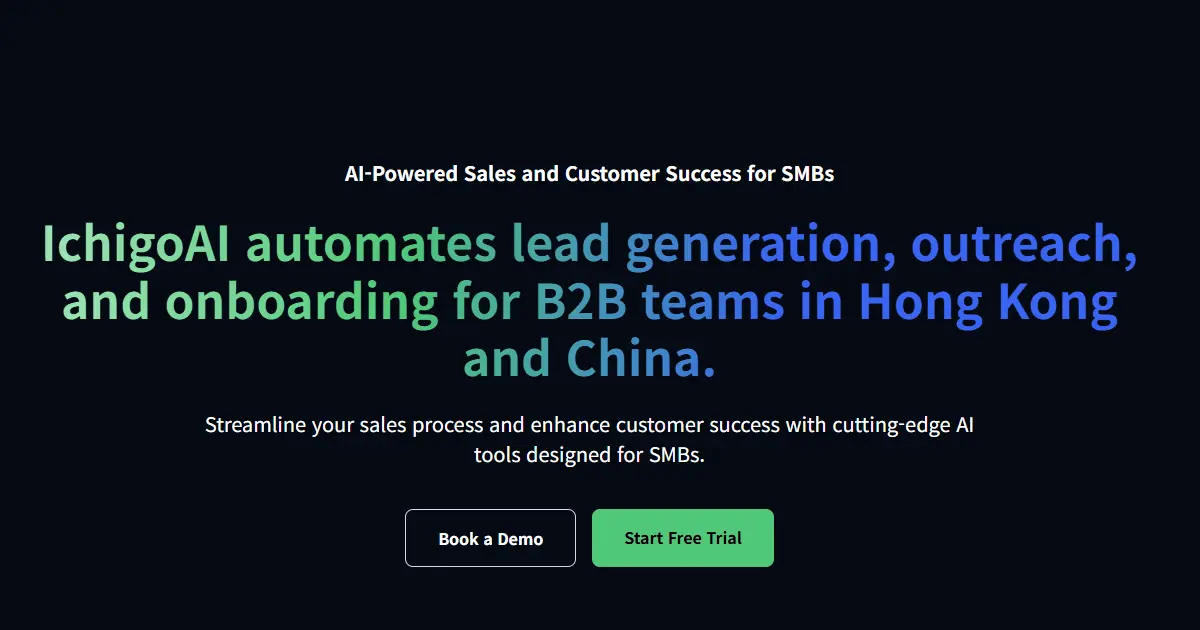 AI-Powered Sales and Customer Success for SMBs
IchigoAI automates lead generation, outreach,
and onboarding for B2B teams in Hong Kong
and China.
Streamline your sales process and enhance customer success with cutting-edge AI
tools designed for SMBs.
Book a Demo
Start Free Trial